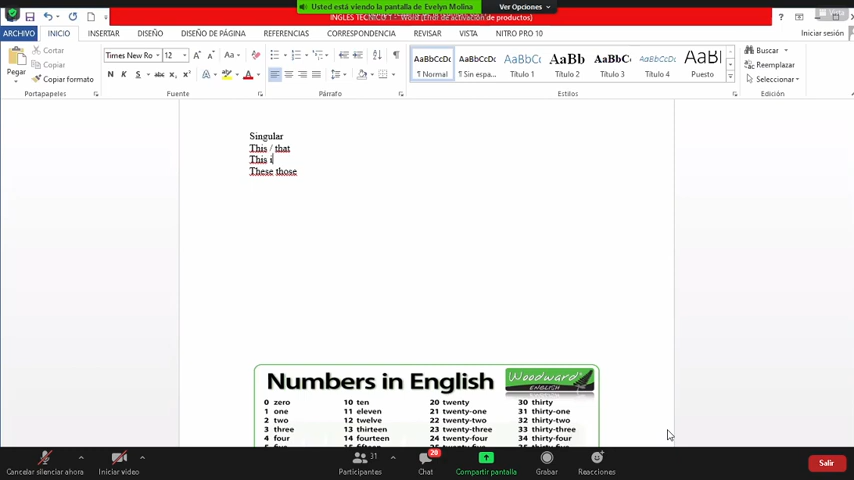 Usted está viendo la pantalla de Evelyn Molina
Ver Opciones
INGLES TECNICO 1 - Word (Error de activación de productos)
ARCHIVO INICIO INSERTAR DISEÑO DISEÑO DE PÁGINA REFERENCIAS CORRESPONDENCIA REVISAR VISTA NITRO PRO 10 Iniciar sesión
Pegar
Cortar
Copiar
Copiar formato
Portapapeles
Times New Ro 12
N K S abc x₂ x²
Fuente
Párrafo
AaBbCcDc AaBbCcDc AaBbCc AaBb AaBbC AaBbCcDc AaBI
¶ Normal ¶ Sin espa... Título 1 Título 2 Título 3 Título 4 Puesto
Estilos
Buscar
Reemplazar
Seleccionar
Edición
Singular
This / that
This i
These those
Numbers in English
Woodward
ENGLISH
0 zero 10 ten 20 twenty 30 thirty
1 one 11 eleven 21 twenty-one 31 thirty-one
2 two 12 twelve 22 twenty-two 32 thirty-two
3 three 13 thirteen 23 twenty-three 33 thirty-three
4 four 14 fourteen 24 twenty-four 34 thirty-four
Cancelar silenciar ahora
Iniciar video
31
Participantes
20
Chat
Compartir pantalla
Grabar
Reacciones
Salir